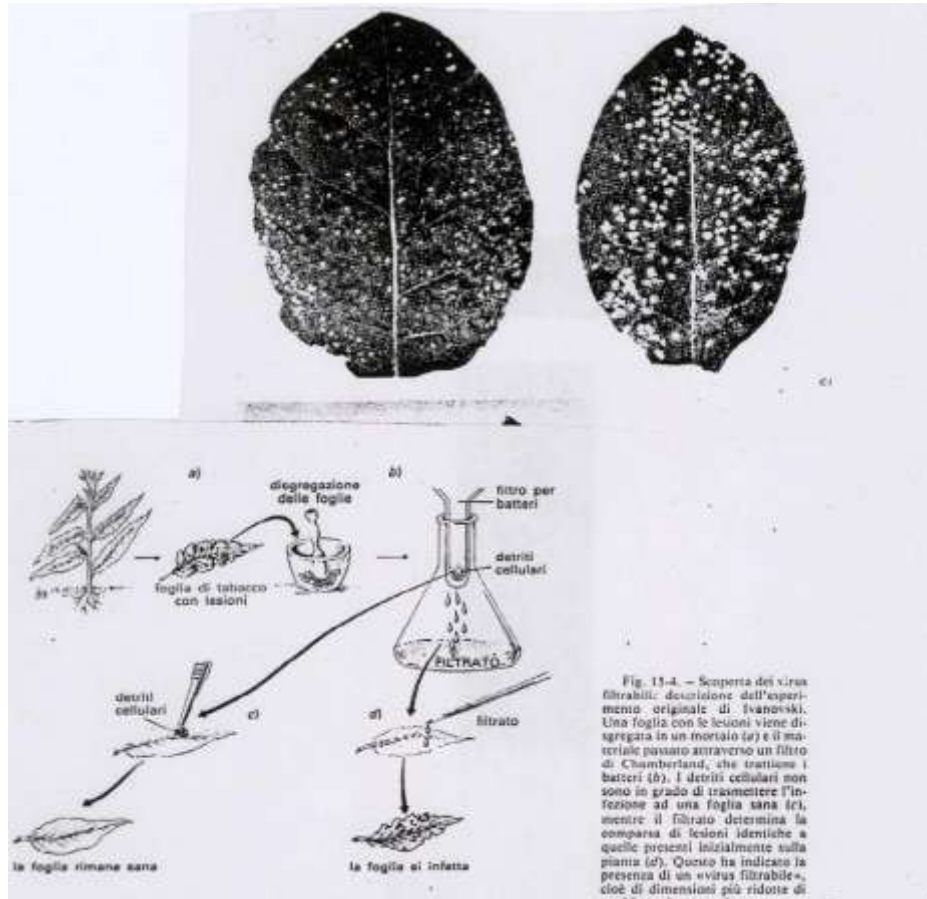 c)
a)
b)
disgregazione
delle foglie
filtro per
batteri
detriti
cellulari
foglia di tabacco
con lesioni
FILTRATO
detriti
cellulari
c)
d)
filtrato
la foglia rimane sana
la foglia si infetta
Fig. 15-4. — Scoperta dei virus
filtrabili: descrizione dell'esperi-
mento originale di Ivanovski.
Una foglia con le lesioni viene di-
sgregata in un mortaio (a) e il ma-
teriale passato attraverso un filtro
di Chamberland, che trattiene i
batteri (b). I detriti cellulari non
sono in grado di trasmettere l'in-
fezione ad una foglia sana (c),
mentre il filtrato determina la
comparsa di lesioni identiche a
quelle presenti inizialmente sulla
pianta (d). Questo ha indicato la
presenza di un «virus filtrabile»,
cioè di dimensioni più ridotte di